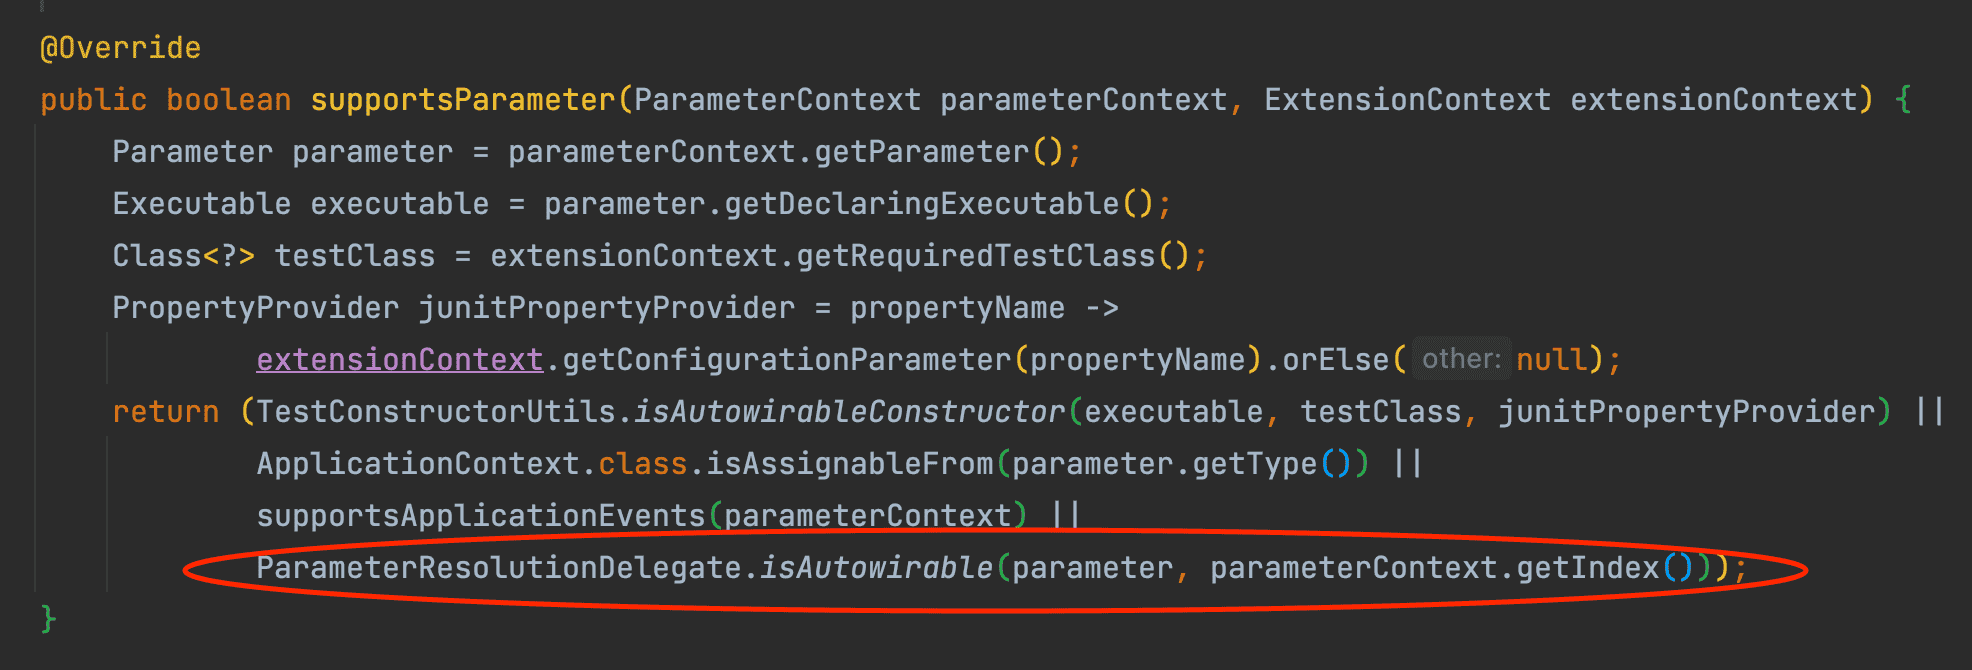 @Override
public boolean supportsParameter(ParameterContext parameterContext, ExtensionContext extensionContext) {
Parameter parameter = parameterContext.getParameter();
Executable executable = parameter.getDeclaringExecutable();
Class<?> testClass = extensionContext.getRequiredTestClass();
PropertyProvider junitPropertyProvider = propertyName ->
extensionContext.getConfigurationParameter(propertyName).orElse( other: null);
return (TestConstructorUtils.isAutowirableConstructor(executable, testClass, junitPropertyProvider) ||
ApplicationContext.class.isAssignableFrom(parameter.getType()) ||
supportsApplicationEvents(parameterContext) ||
ParameterResolutionDelegate.isAutowirable(parameter, parameterContext.getIndex()));
}